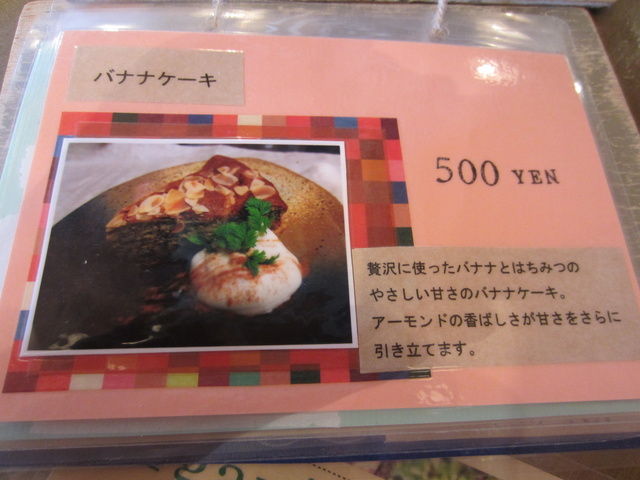 バナナケーキ
500 YEN
贅沢に使ったバナナとはちみつの
やさしい甘さのバナナケーキ。
アーモンドの香ばしさが甘さをさらに
引き立てます。